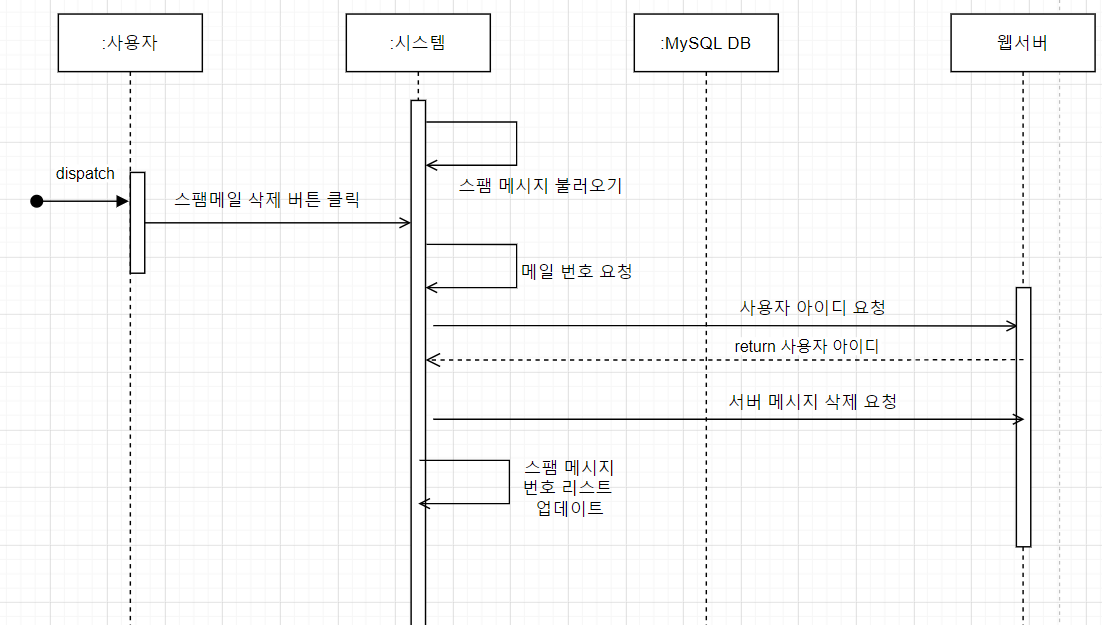 :사용자
:시스템
:MySQL DB
웹서버
dispatch
스팸 메시지 불러오기
스팸메일 삭제 버튼 클릭
메일 번호 요청
사용자 아이디 요청
return 사용자 아이디
서버 메시지 삭제 요청
스팸 메시지
번호 리스트
업데이트